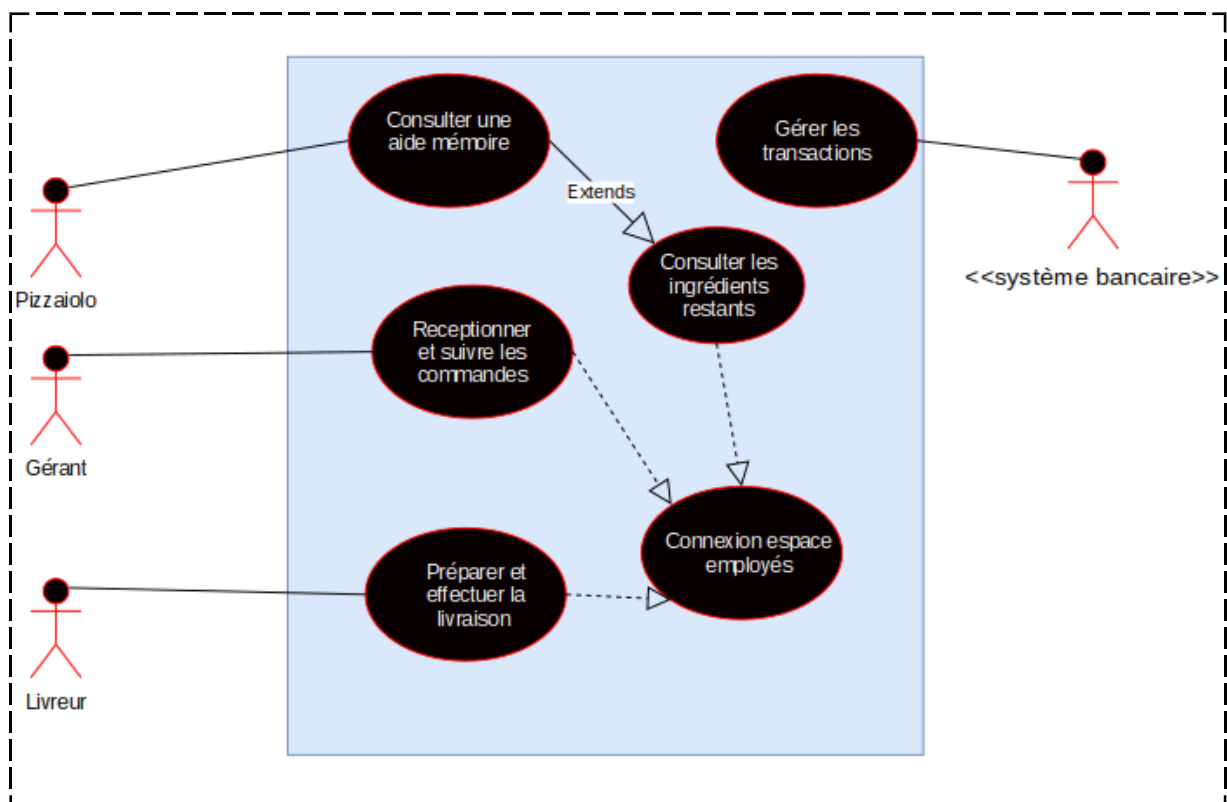 Consulter une
aide mémoire
Gérer les
transactions
Extends
Pizzaiolo
Consulter les
ingrédients
restants
<<système bancaire>>
Receptionner
et suivre les
commandes
Gérant
Connexion espace
employés
Préparer et
effectuer la
livraison
Livreur